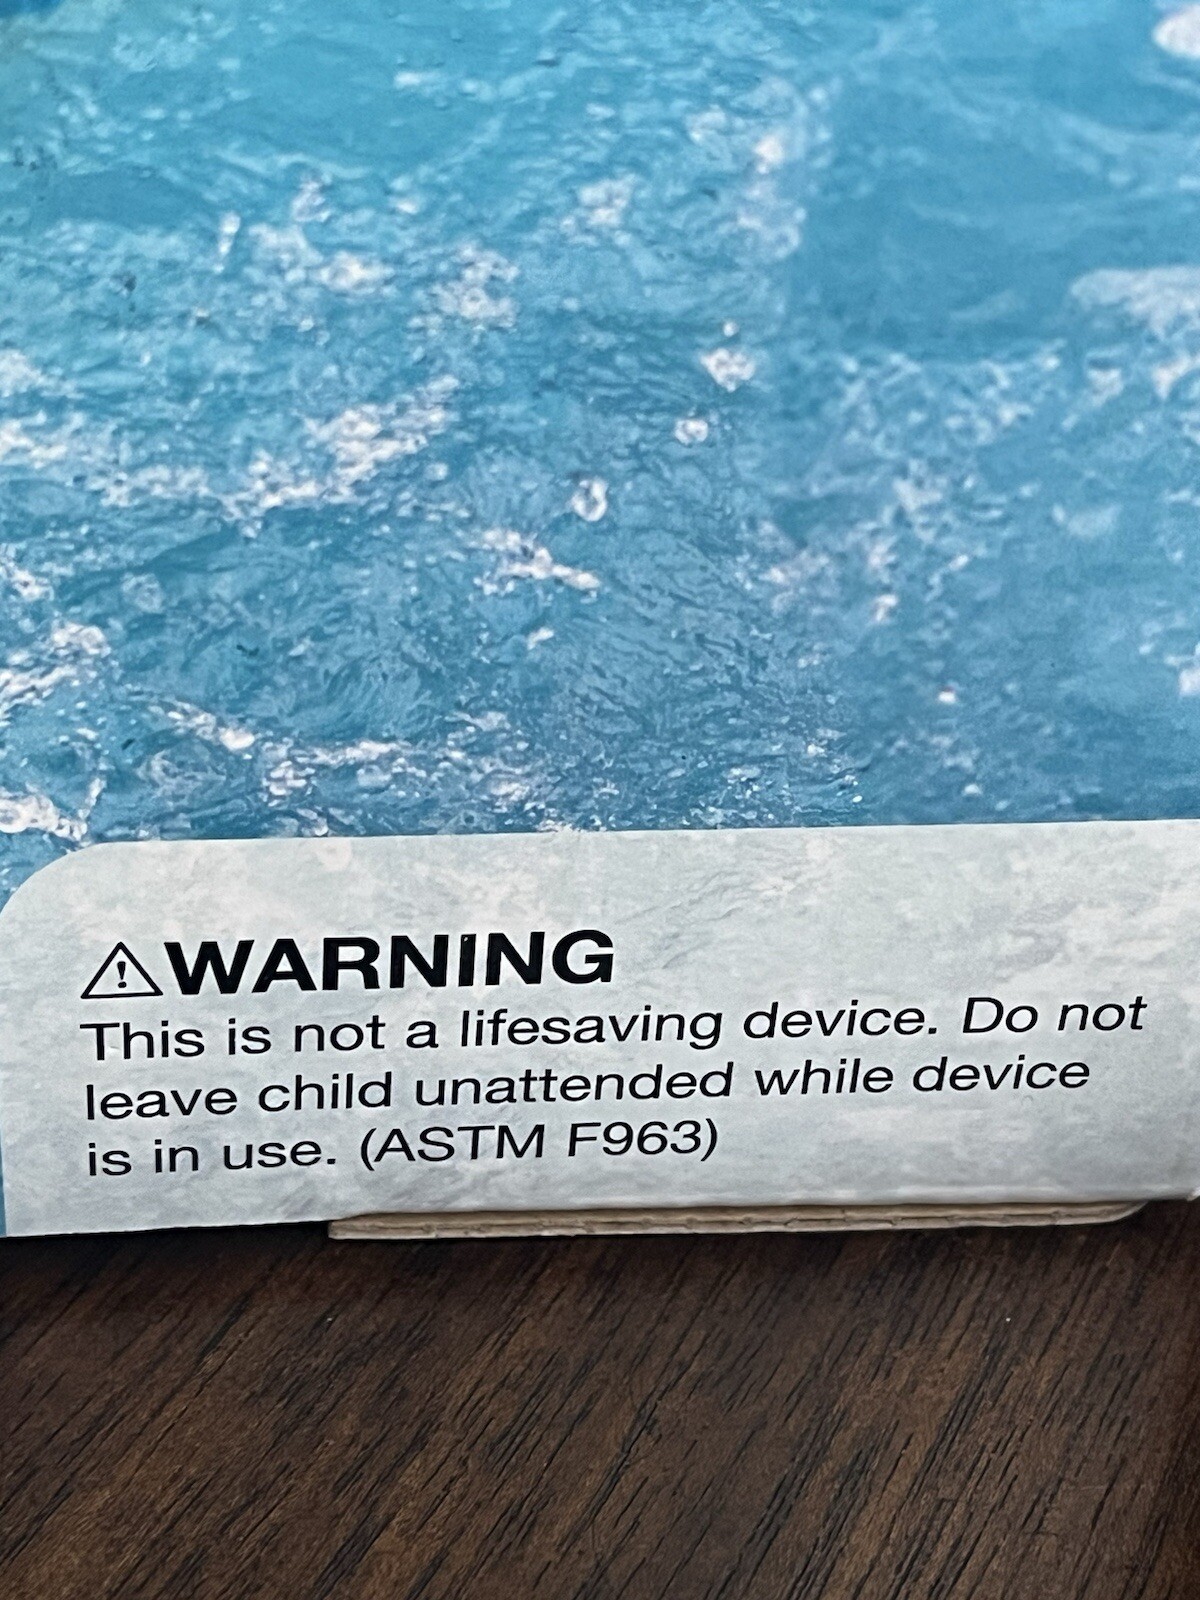 ⚠WARNING
This is not a lifesaving device. Do not
leave child unattended while device
is in use. (ASTM F963)